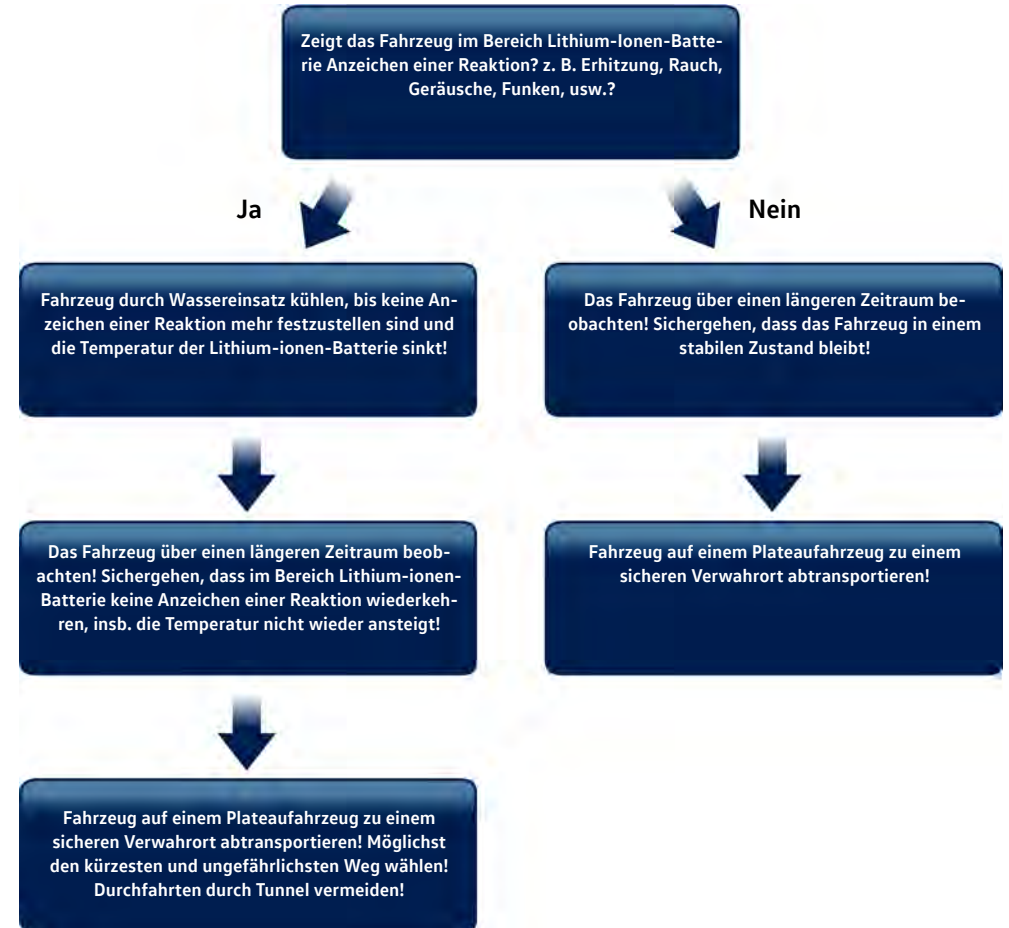 Zeigt das Fahrzeug im Bereich Lithium-Ionen-Batte-
rie Anzeichen einer Reaktion? z. B. Erhitzung, Rauch,
Geräusche, Funken, usw.?
Ja
Nein
Fahrzeug durch Wassereinsatz kühlen, bis keine An-
zeichen einer Reaktion mehr festzustellen sind und
die Temperatur der Lithium-ionen-Batterie sinkt!
Das Fahrzeug über einen längeren Zeitraum be-
obachten! Sichergehen, dass das Fahrzeug in einem
stabilen Zustand bleibt!
Das Fahrzeug über einen längeren Zeitraum beob-
achten! Sichergehen, dass im Bereich Lithium-ionen-
Batterie keine Anzeichen einer Reaktion wiederkeh-
ren, insb. die Temperatur nicht wieder ansteigt!
Fahrzeug auf einem Plateaufahrzeug zu einem
sicheren Verwahrort abtransportieren!
Fahrzeug auf einem Plateaufahrzeug zu einem
sicheren Verwahrort abtransportieren! Möglichst
den kürzesten und ungefährlichsten Weg wählen!
Durchfahrten durch Tunnel vermeiden!